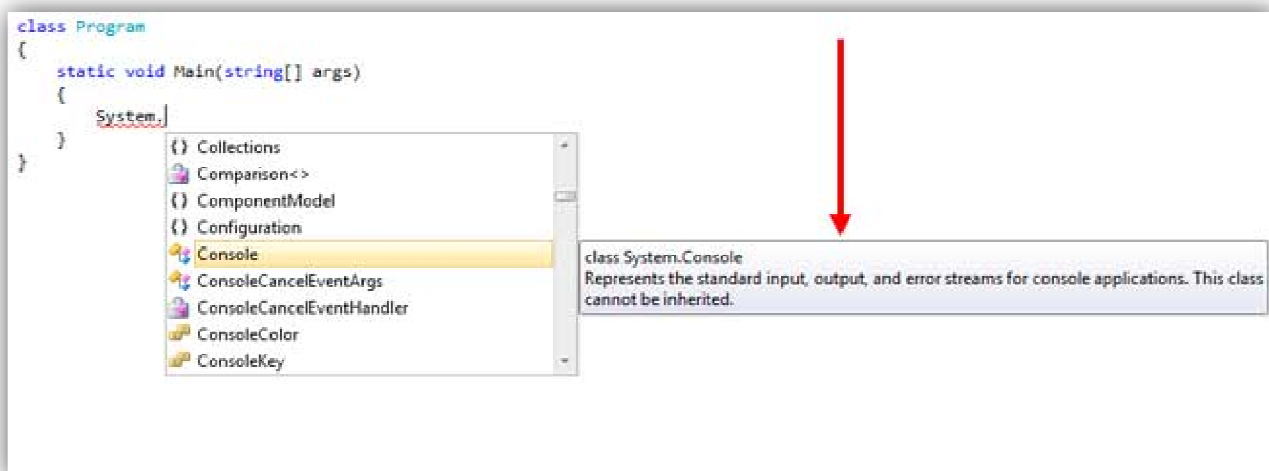 class Program
{
static void Main(string[] args)
{
System.
}
}
{} Collections
Comparison<>
{} ComponentModel
{} Configuration
Console
ConsoleCancelEventArgs
ConsoleCancelEventHandler
ConsoleColor
ConsoleKey
class System.Console
Represents the standard input, output, and error streams for console applications. This class
cannot be inherited.